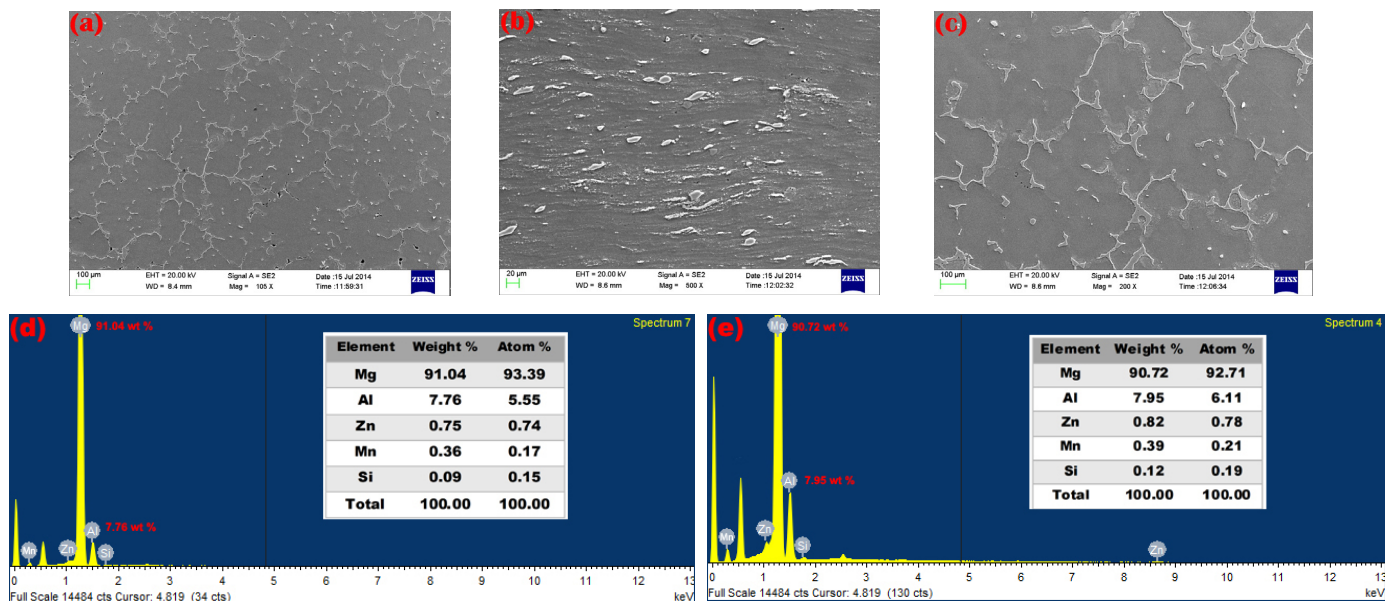 (a)
100 µm
EHT = 20.00 kV
Signal A = SE2
Date :15 Jul 2014
WD = 8.4 mm
Mag = 105 X
Time :11:59:31
ZEISS
(b)
20 µm
EHT = 20.00 kV
Signal A = SE2
Date :15 Jul 2014
WD = 8.6 mm
Mag = 500 X
Time :12:02:32
ZEISS
(c)
100 µm
EHT = 20.00 kV
Signal A = SE2
Date :15 Jul 2014
WD = 8.6 mm
Mag = 200 X
Time :12:06:34
ZEISS
(d)
Mg 91.04 wt %
Spectrum 7
Element Weight % Atom %
Mg 91.04 93.39
Al 7.76 5.55
Zn 0.75 0.74
Mn 0.36 0.17
Si 0.09 0.15
Total 100.00 100.00
7.76 wt %
Mn Zn Al Si
0 1 2 3 4 5 6 7 8 9 10 11 12 13
Full Scale 14484 cts Cursor: 4.819 (34 cts) keV
(e)
Mg 90.72 wt %
Spectrum 4
Element Weight % Atom %
Mg 90.72 92.71
Al 7.95 6.11
Zn 0.82 0.78
Mn 0.39 0.21
Si 0.12 0.19
Total 100.00 100.00
Al 7.95 wt %
Mn Zn Si Zn
0 1 2 3 4 5 6 7 8 9 10 11 12 13
Full Scale 14484 cts Cursor: 4.819 (130 cts) keV